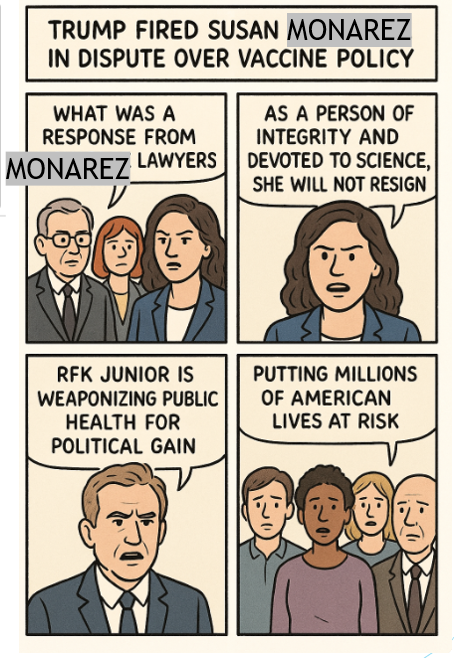 TRUMP FIRED SUSAN MONAREZ
IN DISPUTE OVER VACCINE POLICY
WHAT WAS A
RESPONSE FROM
MONAREZ LAWYERS
AS A PERSON OF
INTEGRITY AND
DEVOTED TO SCIENCE,
SHE WILL NOT RESIGN
RFK JUNIOR IS
WEAPONIZING PUBLIC
HEALTH FOR
POLITICAL GAIN
PUTTING MILLIONS
OF AMERICAN
LIVES AT RISK